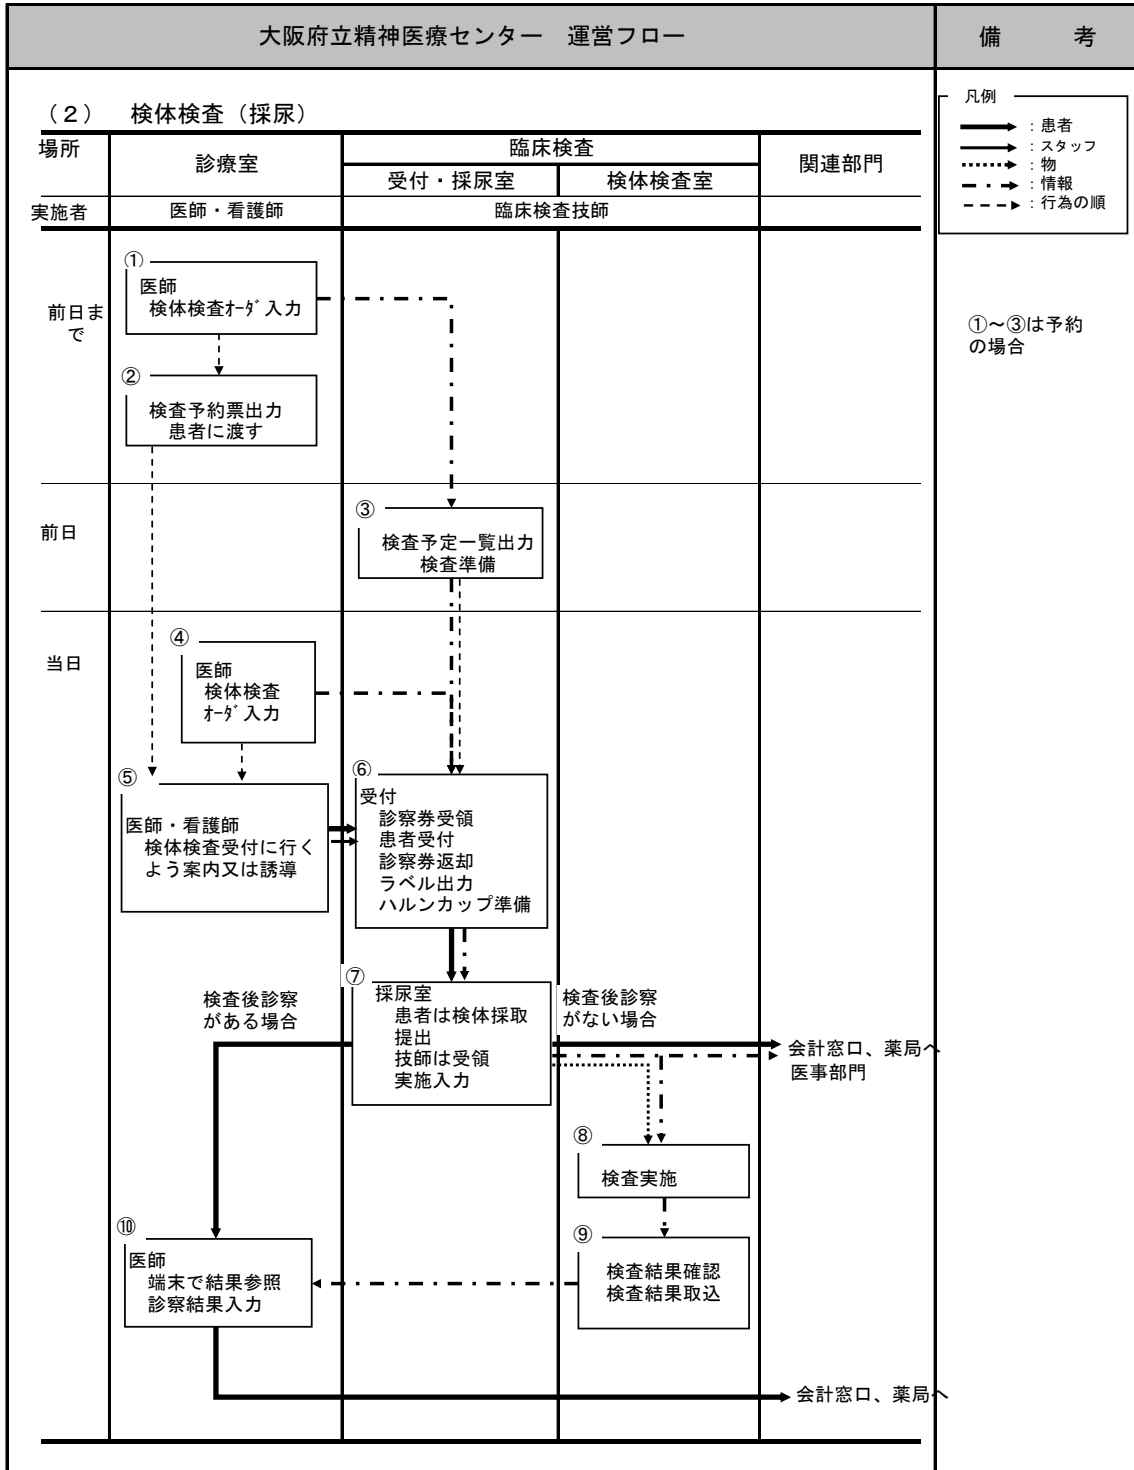 大阪府立精神医療センター　運営フロー
備　考
（２）　検体検査（採尿）
凡例
：患者
：スタッフ
：物
：情報
：行為の順
場所
診療室
臨床検査
関連部門
受付・採尿室
検体検査室
実施者
医師・看護師
臨床検査技師
前日ま
で
①
医師
検体検査ｵｰﾀﾞ入力
①～③は予約
の場合
②
検査予約票出力
患者に渡す
前日
③
検査予定一覧出力
検査準備
当日
④
医師
検体検査
ｵｰﾀﾞ入力
⑤
医師・看護師
検体検査受付に行く
よう案内又は誘導
⑥
受付
診察券受領
患者受付
診察券返却
ラベル出力
ハルンカップ準備
⑦
採尿室
患者は検体採取
提出
技師は受領
実施入力
検査後診察
がある場合
検査後診察
がない場合
会計窓口、薬局へ
医事部門
⑧
検査実施
⑨
検査結果確認
検査結果取込
⑩
医師
端末で結果参照
診察結果入力
会計窓口、薬局へ